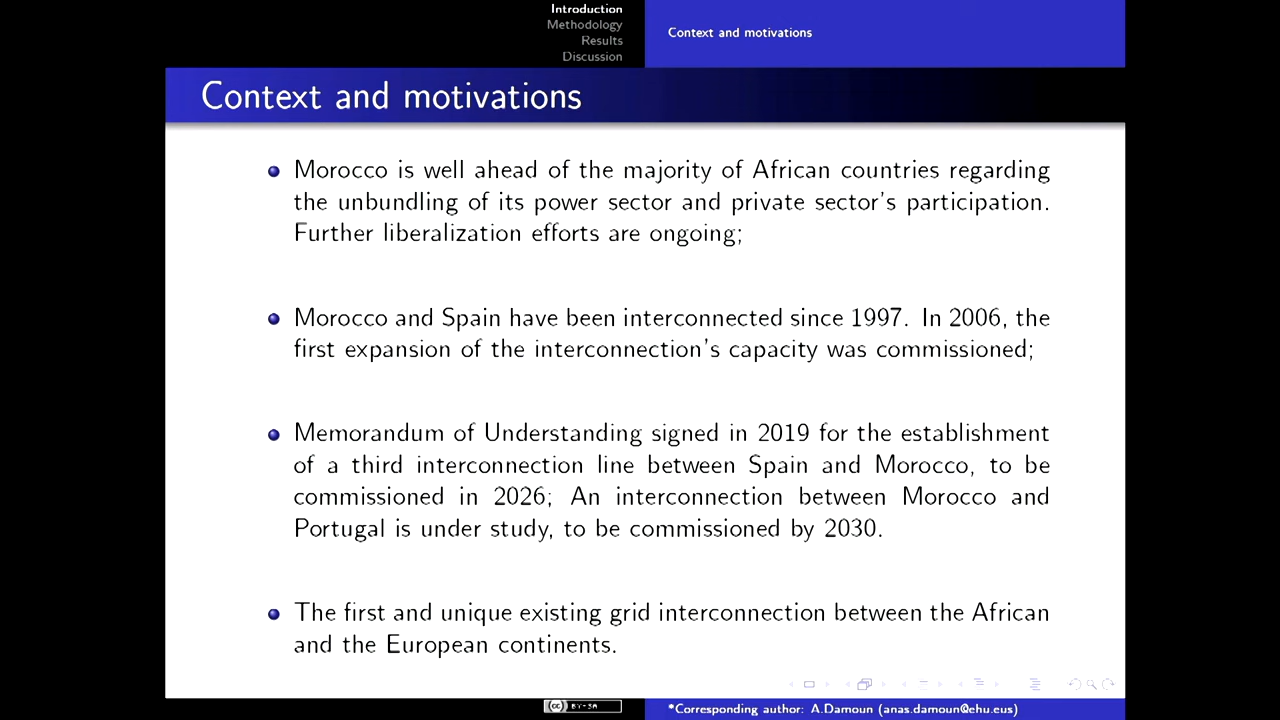 Introduction
Methodology
Results
Discussion
Context and motivations
Context and motivations
Morocco is well ahead of the majority of African countries regarding
the unbundling of its power sector and private sector's participation.
Further liberalization efforts are ongoing;
Morocco and Spain have been interconnected since 1997. In 2006, the
first expansion of the interconnection's capacity was commissioned;
Memorandum of Understanding signed in 2019 for the establishment
of a third interconnection line between Spain and Morocco, to be
commissioned in 2026; An interconnection between Morocco and
Portugal is under study, to be commissioned by 2030.
The first and unique existing grid interconnection between the African
and the European continents.
(cc) BY-SA
*Corresponding author: A.Damoun (anas.damoun@ehu.eus)